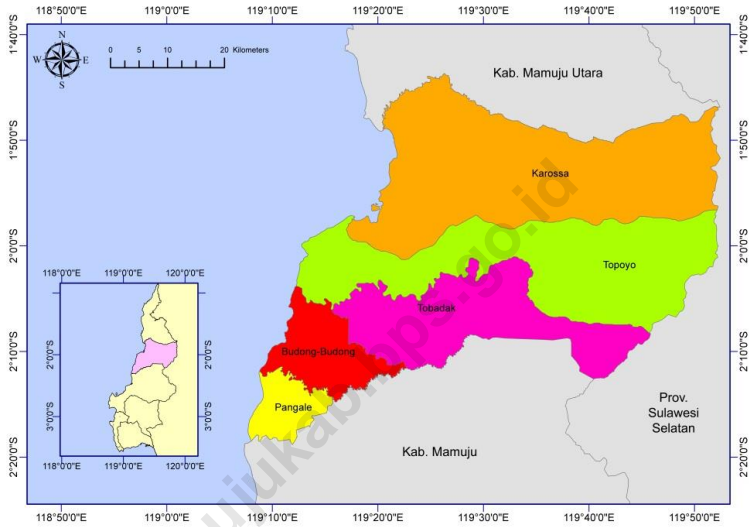 118°50'0"E 119°0'0"E 119°10'0"E 119°20'0"E 119°30'0"E 119°40'0"E 119°50'0"E
1°40'0"S
1°40'0"S
N
W E
S
0 5 10 20 Kilometers
Kab. Mamuju Utara
1°50'0"S
1°50'0"S
Karossa
2°0'0"S
2°0'0"S
Topoyo
118°0'0"E 119°0'0"E 120°0'0"E
Tobadak
2°10'0"S
2°10'0"S
Budong-Budong
2°0'0"S
2°0'0"S
Pangale
Prov.
Sulawesi
Selatan
3°0'0"S
3°0'0"S
Kab. Mamuju
2°20'0"S
2°20'0"S
118°0'0"E 119°0'0"E 120°0'0"E
118°50'0"E 119°0'0"E 119°10'0"E 119°20'0"E 119°30'0"E 119°40'0"E 119°50'0"E
ujukab.bps.go.id